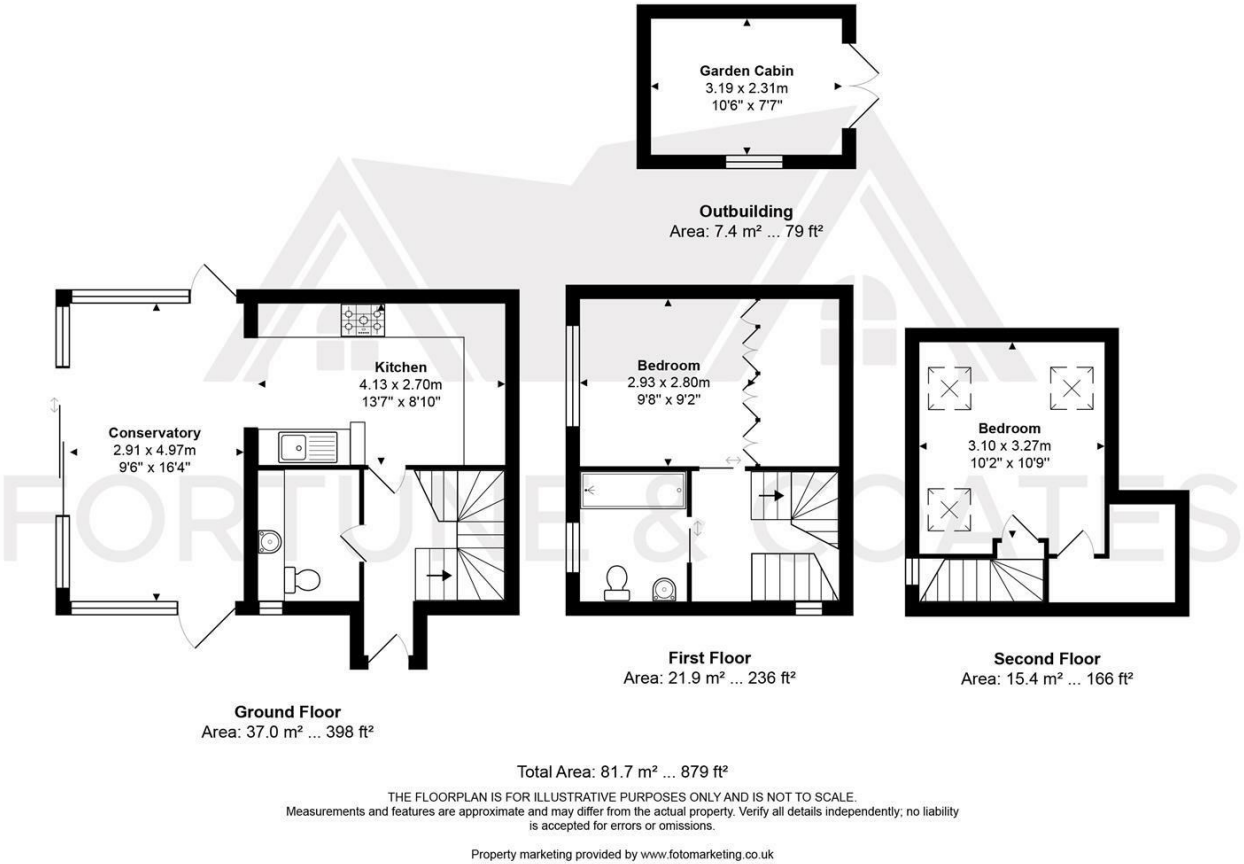 Garden Cabin
3.19 x 2.31m
10'6" x 7'7"
Outbuilding
Area: 7.4 m² ... 79 ft²
Kitchen
4.13 x 2.70m
13'7" x 8'10"
Conservatory
2.91 x 4.97m
9'6" x 16'4"
Bedroom
2.93 x 2.80m
9'8" x 9'2"
Bedroom
3.10 x 3.27m
10'2" x 10'9"
FORTUNE & COATES
First Floor
Area: 21.9 m² ... 236 ft²
Second Floor
Area: 15.4 m² ... 166 ft²
Ground Floor
Area: 37.0 m² ... 398 ft²
Total Area: 81.7 m² ... 879 ft²
THE FLOORPLAN IS FOR ILLUSTRATIVE PURPOSES ONLY AND IS NOT TO SCALE.
Measurements and features are approximate and may differ from the actual property. Verify all details independently; no liability
is accepted for errors or omissions.
Property marketing provided by www.fotomarketing.co.uk